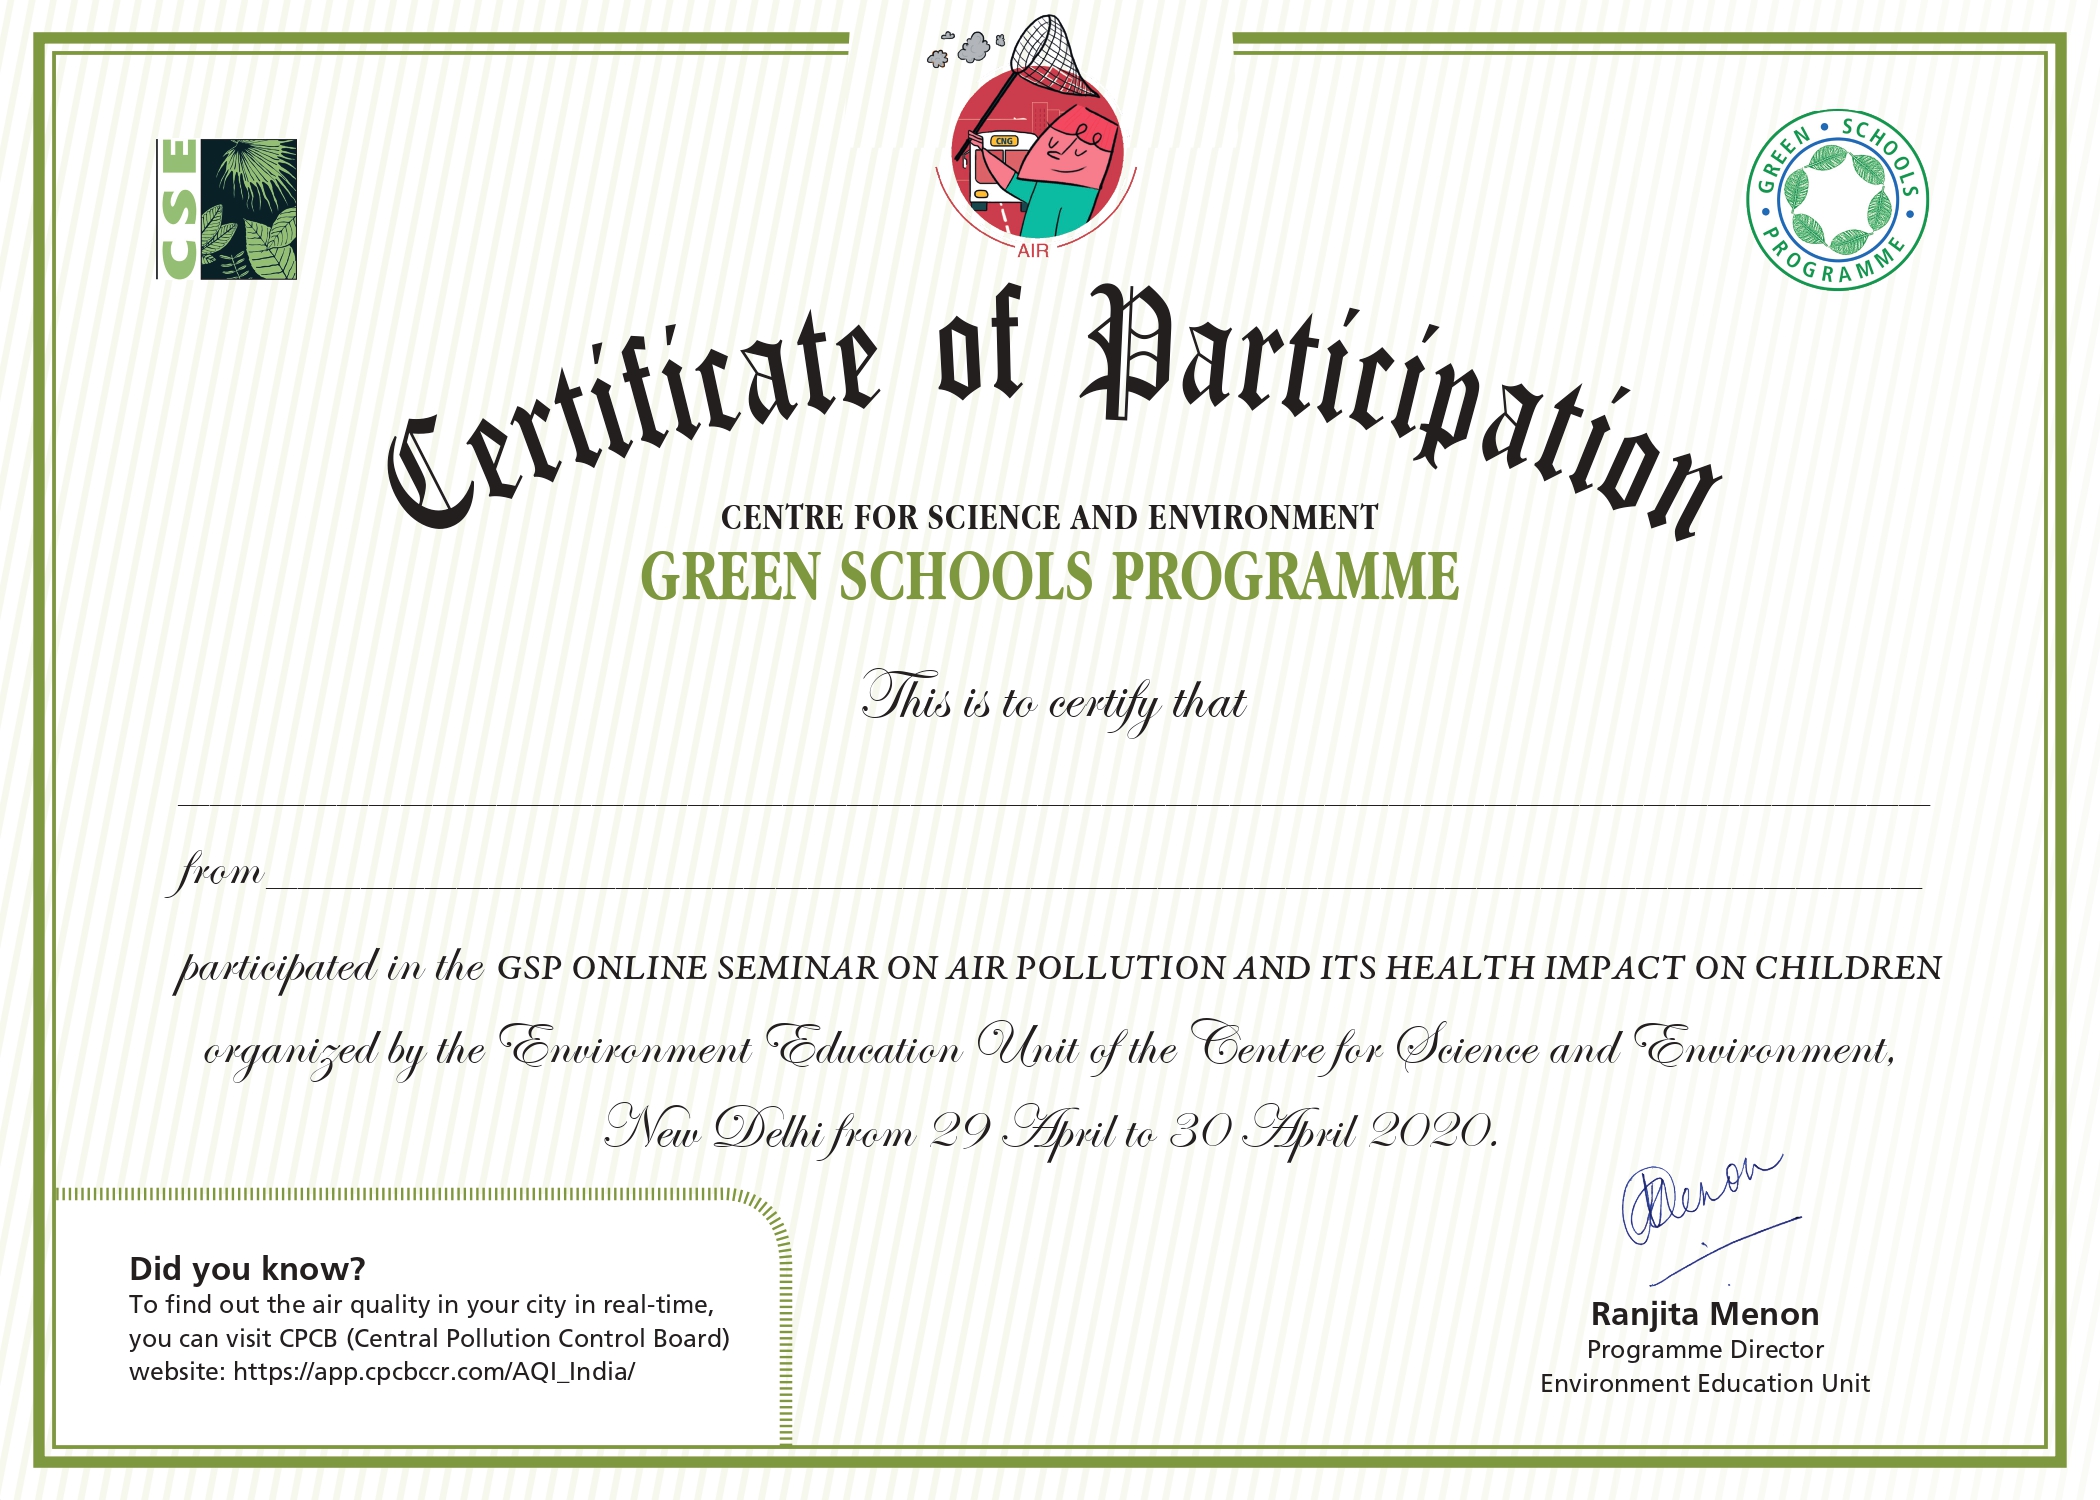 CSE
CNG
AIR
GREEN • SCHOOLS • PROGRAMME •
Certificate of Participation
CENTRE FOR SCIENCE AND ENVIRONMENT
GREEN SCHOOLS PROGRAMME
This is to certify that
from
participated in the GSP ONLINE SEMINAR ON AIR POLLUTION AND ITS HEALTH IMPACT ON CHILDREN
organized by the Environment Education Unit of the Centre for Science and Environment,
New Delhi from 29 April to 30 April 2020.
Menon
Did you know?
To find out the air quality in your city in real-time,
you can visit CPCB (Central Pollution Control Board)
website: https://app.cpcbccr.com/AQI_India/
Ranjita Menon
Programme Director
Environment Education Unit